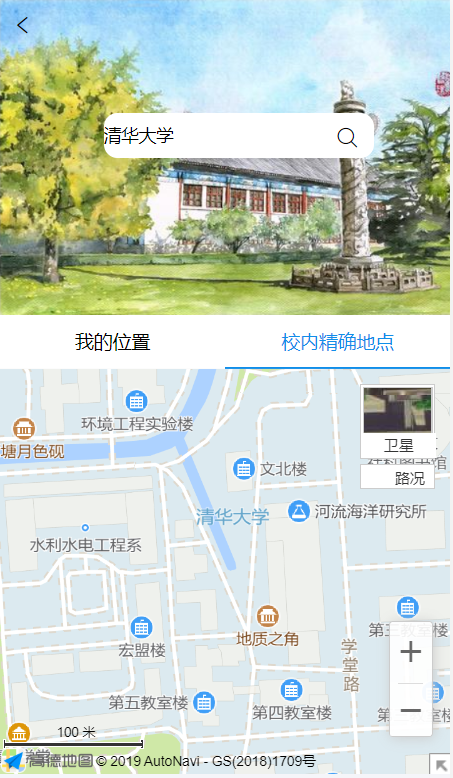 清华大学
我的位置
校内精确地点
环境工程实验楼
塘月色砚
卫星
路况
文北楼
清华大学
河流海洋研究所
水利水电工程系
地质之角
宏盟楼
学堂路
第五教室楼
第四教室楼
100 米
高德地图 © 2019 AutoNavi - GS(2018)1709号